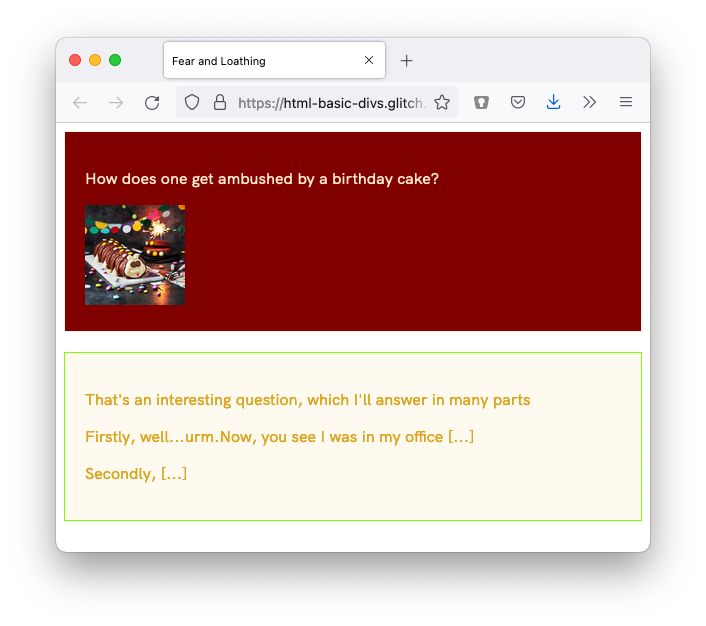 Fear and Loathing
https://html-basic-divs.glitch.
How does one get ambushed by a birthday cake?
That's an interesting question, which I'll answer in many parts
Firstly, well...urm.Now, you see I was in my office [...]
Secondly, [...]